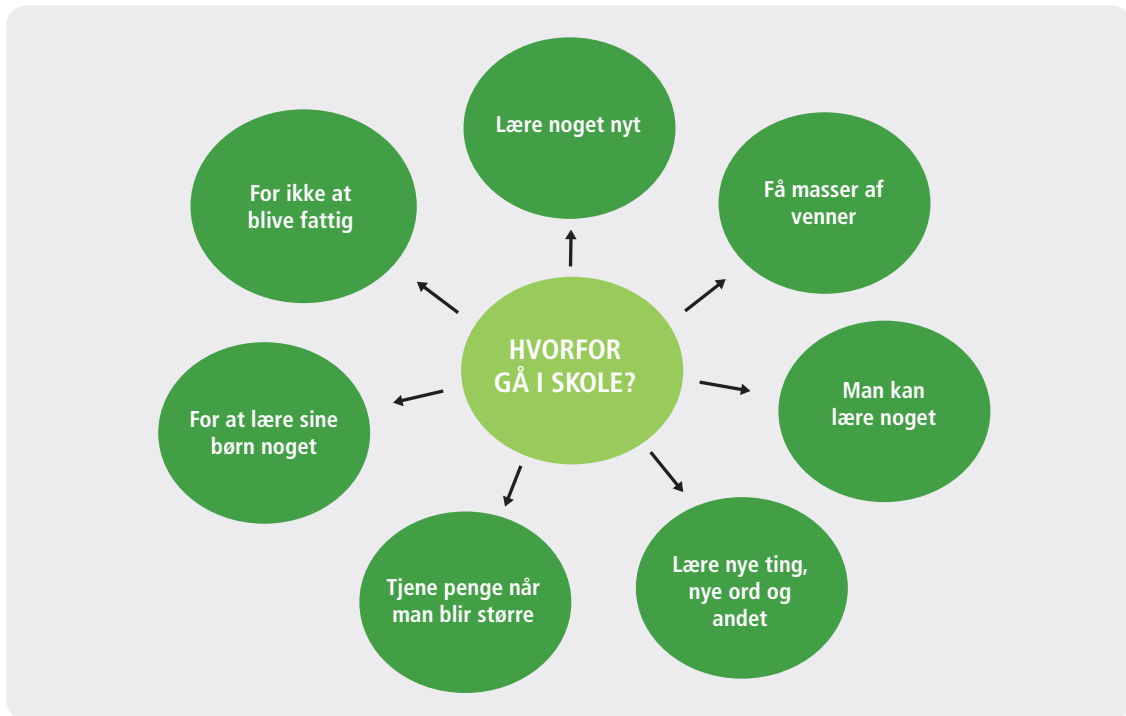 HVORFOR
GÅ I SKOLE?
Lære noget nyt
Få masser af
venner
Man kan
lære noget
Lære nye ting,
nye ord og
andet
Tjene penge når
man blir større
For at lære sine
børn noget
For ikke at
blive fattig